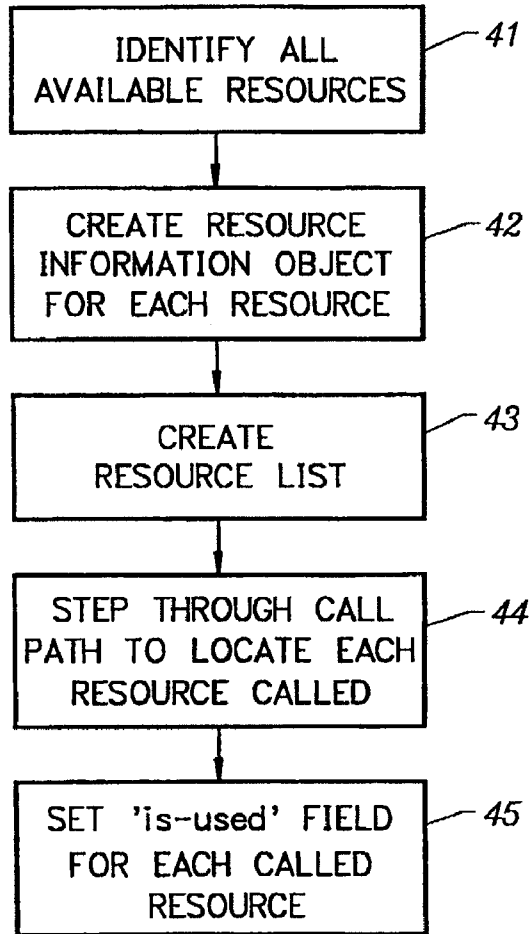 IDENTIFY ALL
AVAILABLE RESOURCES
41
CREATE RESOURCE
INFORMATION OBJECT
FOR EACH RESOURCE
42
CREATE
RESOURCE LIST
43
STEP THROUGH CALL
PATH TO LOCATE EACH
RESOURCE CALLED
44
SET 'is-used' FIELD
FOR EACH CALLED
RESOURCE
45